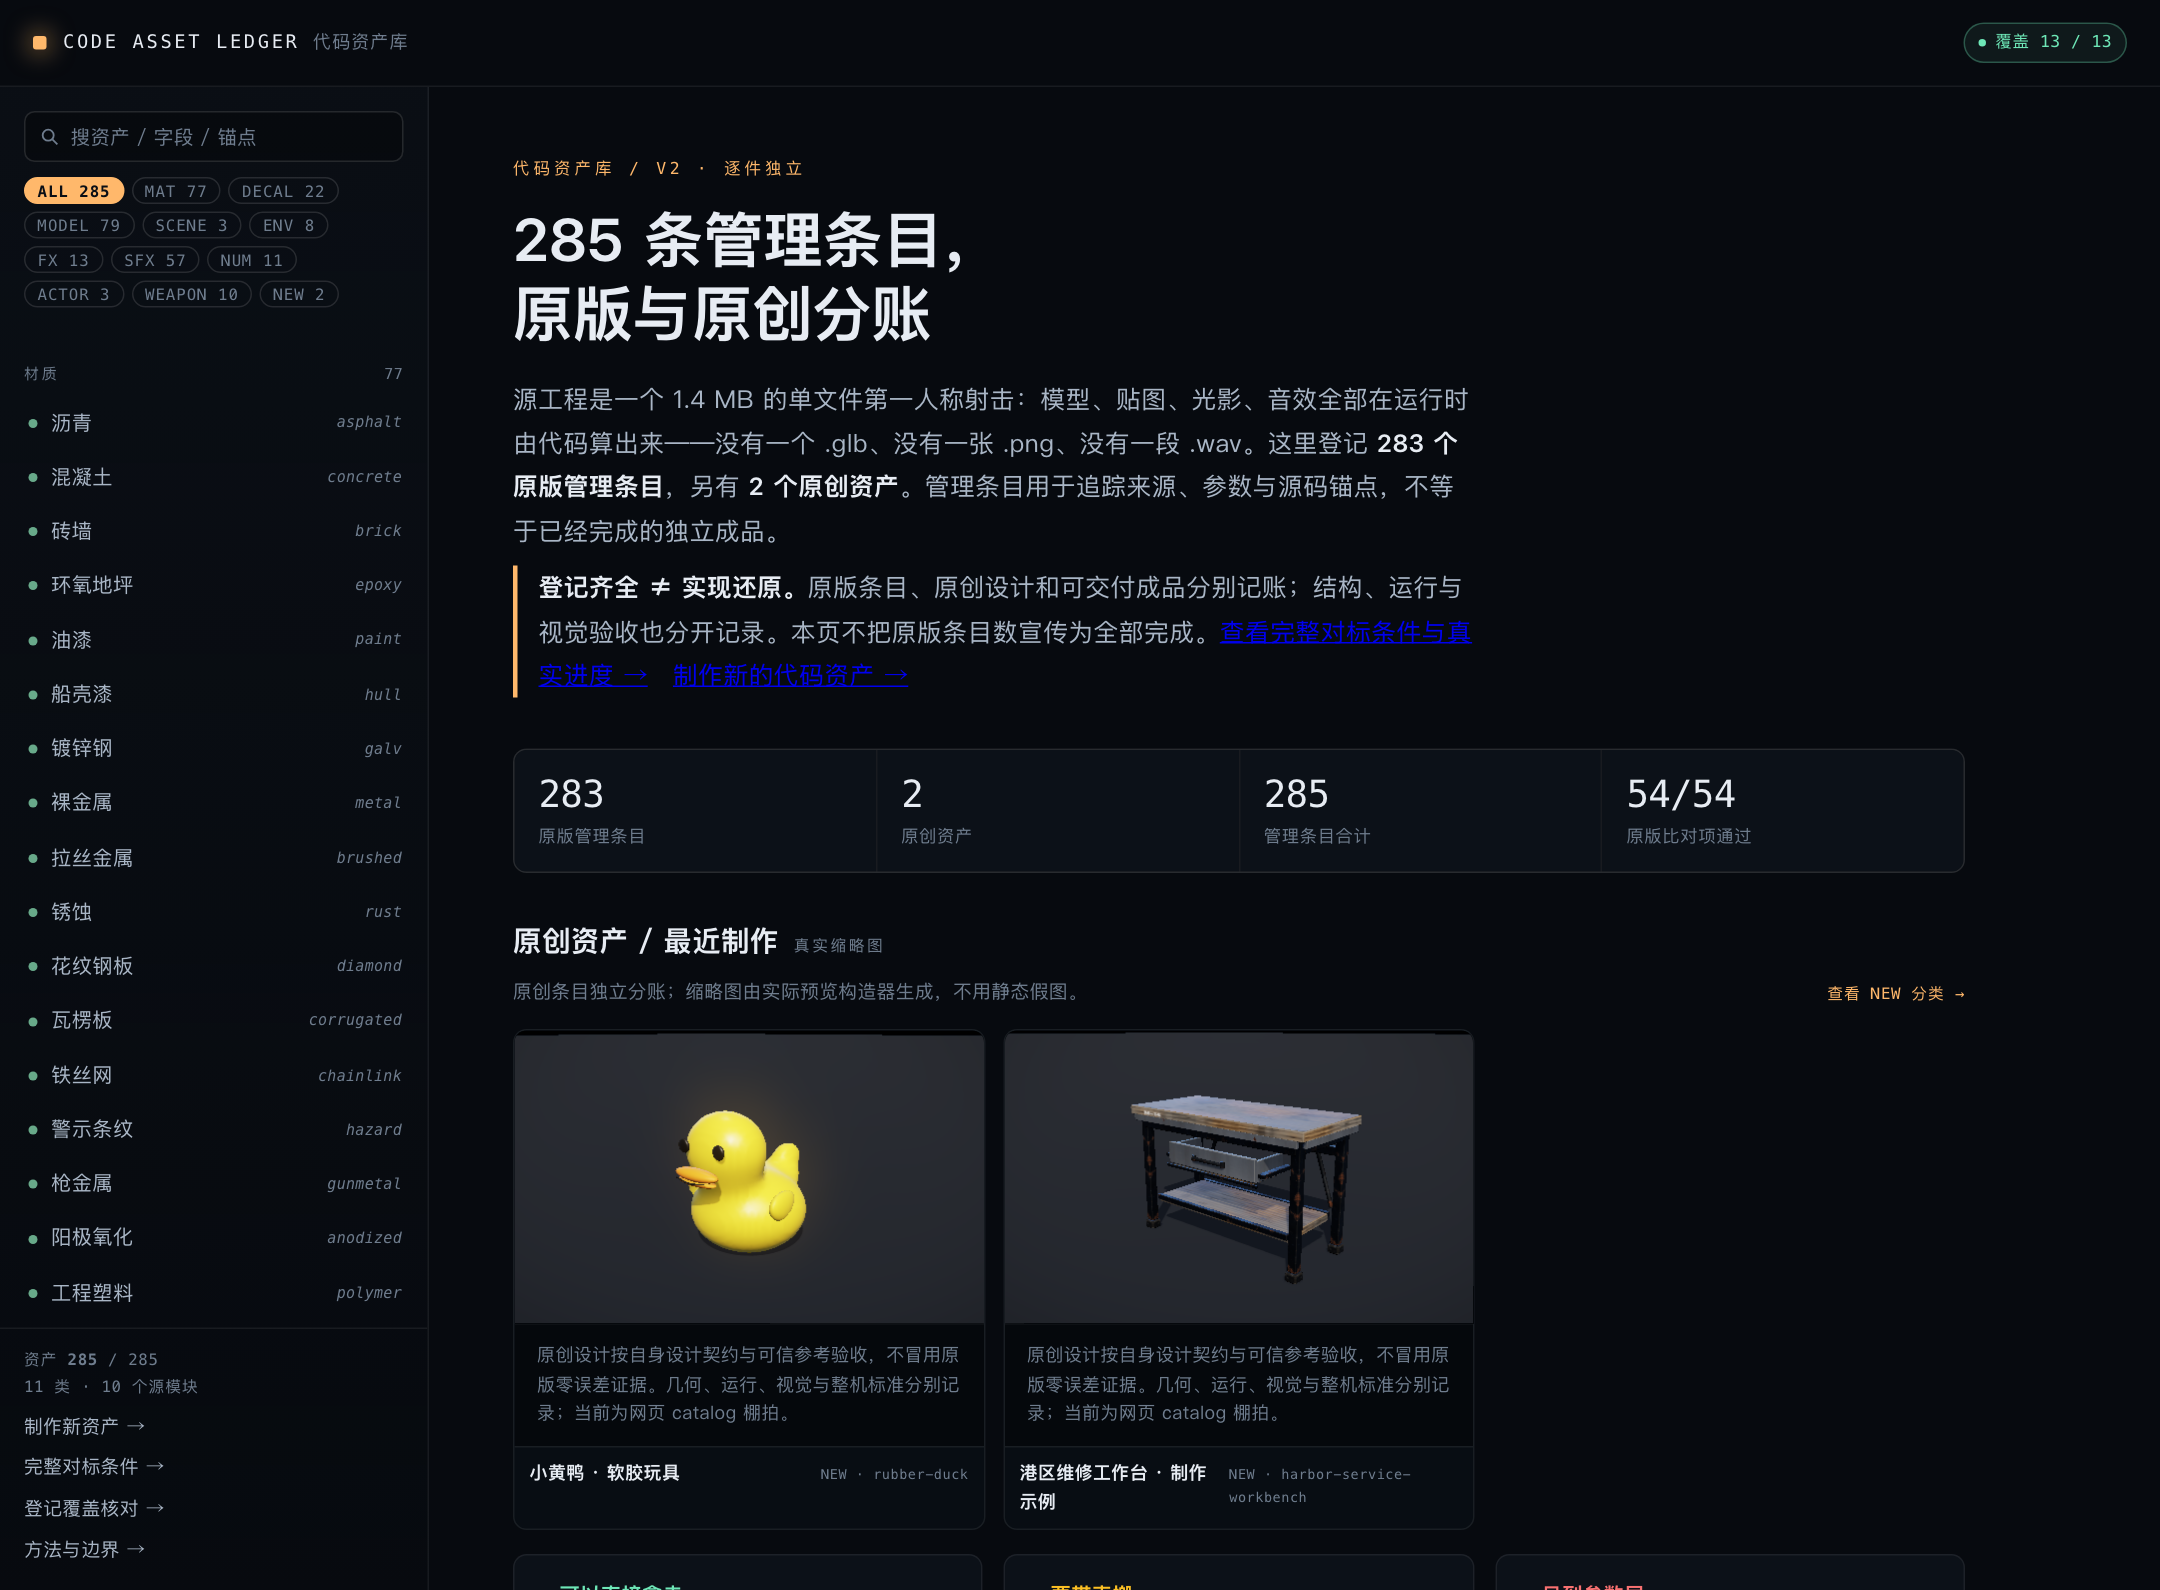 CODE ASSET LEDGER 代码资产库
覆盖 13 / 13
搜资产 / 字段 / 锚点
ALL 285 MAT 77 DECAL 22
MODEL 79 SCENE 3 ENV 8
FX 13 SFX 57 NUM 11
ACTOR 3 WEAPON 10 NEW 2
材质 77
沥青 asphalt
混凝土 concrete
砖墙 brick
环氧地坪 epoxy
油漆 paint
船壳漆 hull
镀锌钢 galv
裸金属 metal
拉丝金属 brushed
锈蚀 rust
花纹钢板 diamond
瓦楞板 corrugated
铁丝网 chainlink
警示条纹 hazard
枪金属 gunmetal
阳极氧化 anodized
工程塑料 polymer
资产 285 / 285
11 类 · 10 个源模块
制作新资产 →
完整对标条件 →
登记覆盖核对 →
方法与边界 →
代码资产库 / V2 · 逐件独立
285 条管理条目，
原版与原创分账
源工程是一个 1.4 MB 的单文件第一人称射击：模型、贴图、光影、音效全部在运行时
由代码算出来——没有一个 .glb、没有一张 .png、没有一段 .wav。这里登记 283 个
原版管理条目，另有 2 个原创资产。管理条目用于追踪来源、参数与源码锚点，不等
于已经完成的独立成品。
登记齐全 ≠ 实现还原。原版条目、原创设计和可交付成品分别记账；结构、运行与
视觉验收也分开记录。本页不把原版条目数宣传为全部完成。查看完整对标条件与真
实进度 → 制作新的代码资产 →
283
原版管理条目
2
原创资产
285
管理条目合计
54/54
原版比对项通过
原创资产 / 最近制作 真实缩略图
原创条目独立分账；缩略图由实际预览构造器生成，不用静态假图。
查看 NEW 分类 →
原创设计按自身设计契约与可信参考验收，不冒用原
版零误差证据。几何、运行、视觉与整机标准分别记
录；当前为网页 catalog 棚拍。
小黄鸭 · 软胶玩具 NEW · rubber-duck
原创设计按自身设计契约与可信参考验收，不冒用原
版零误差证据。几何、运行、视觉与整机标准分别记
录；当前为网页 catalog 棚拍。
港区维修工作台 · 制作
示例
NEW · harbor-service-
workbench